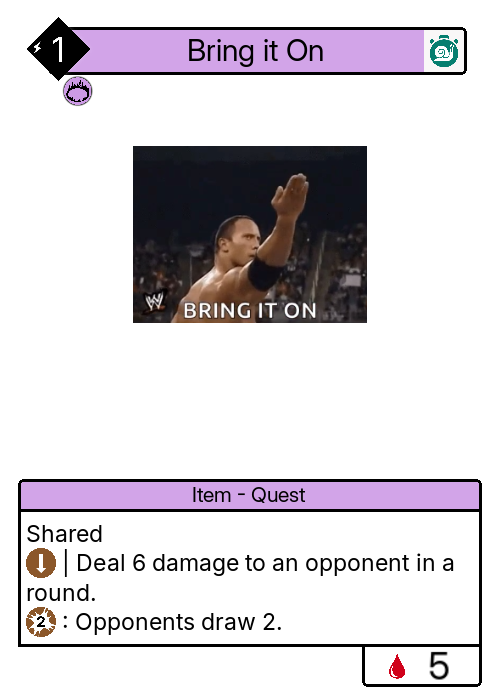 1
Bring it On
W
BRING IT ON
Item - Quest
Shared
| Deal 6 damage to an opponent in a
round.
2 : Opponents draw 2.
5